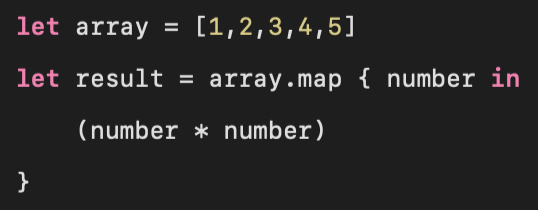 let array = [1,2,3,4,5]
let result = array.map { number in
    (number * number)
}